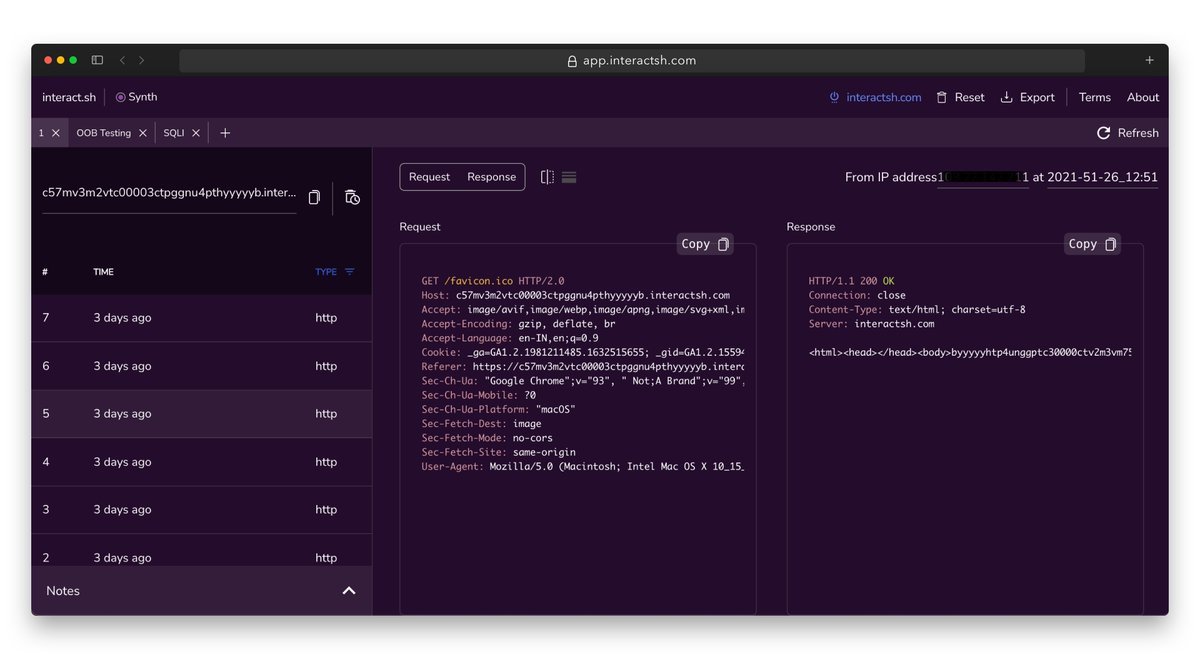 app.interactsh.com
interact.sh Synth interactsh.com Reset Export Terms About
1 OOB Testing SQLI Refresh
c57mv3m2vtc00003ctpggnu4pthyyyyyb.inter...
Request Response
From IP address1 1 at 2021-51-26_12:51
# TIME TYPE
7 3 days ago http
6 3 days ago http
5 3 days ago http
4 3 days ago http
3 3 days ago http
2 3 days ago http
Notes
Request
Copy
GET /favicon.ico HTTP/2.0
Host: c57mv3m2vtc00003ctpggnu4pthyyyyyb.interactsh.com
Accept: image/avif,image/webp,image/apng,image/svg+xml,im
Accept-Encoding: gzip, deflate, br
Accept-Language: en-IN,en;q=0.9
Cookie: _ga=GA1.2.1981211485.1632515655; _gid=GA1.2.15594
Referer: https://c57mv3m2vtc00003ctpggnu4pthyyyyyb.interc
Sec-Ch-Ua: "Google Chrome";v="93", " Not;A Brand";v="99",
Sec-Ch-Ua-Mobile: ?0
Sec-Ch-Ua-Platform: "macOS"
Sec-Fetch-Dest: image
Sec-Fetch-Mode: no-cors
Sec-Fetch-Site: same-origin
User-Agent: Mozilla/5.0 (Macintosh; Intel Mac OS X 10_15_
Response
Copy
HTTP/1.1 200 OK
Connection: close
Content-Type: text/html; charset=utf-8
Server: interactsh.com
<html><head></head><body>byyyyyhtp4unggptc30000ctv2m3vm75